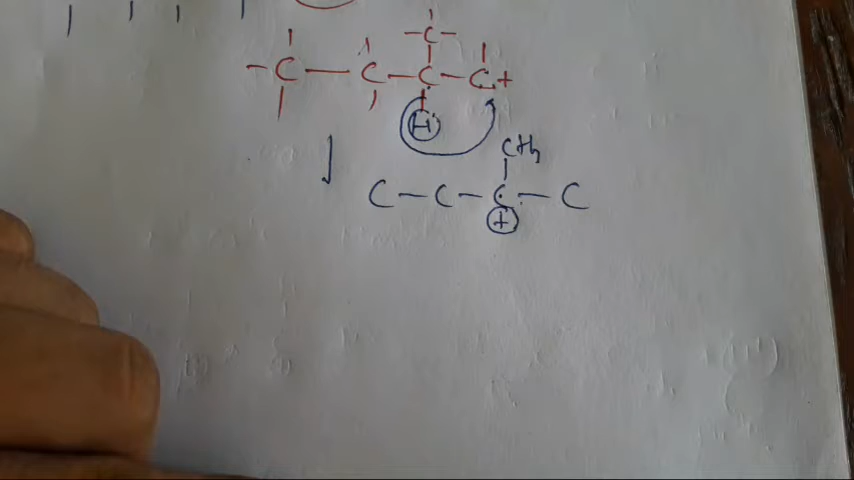 - C -
- C - C - C - C +
H
CH3
C - C - C - C
+